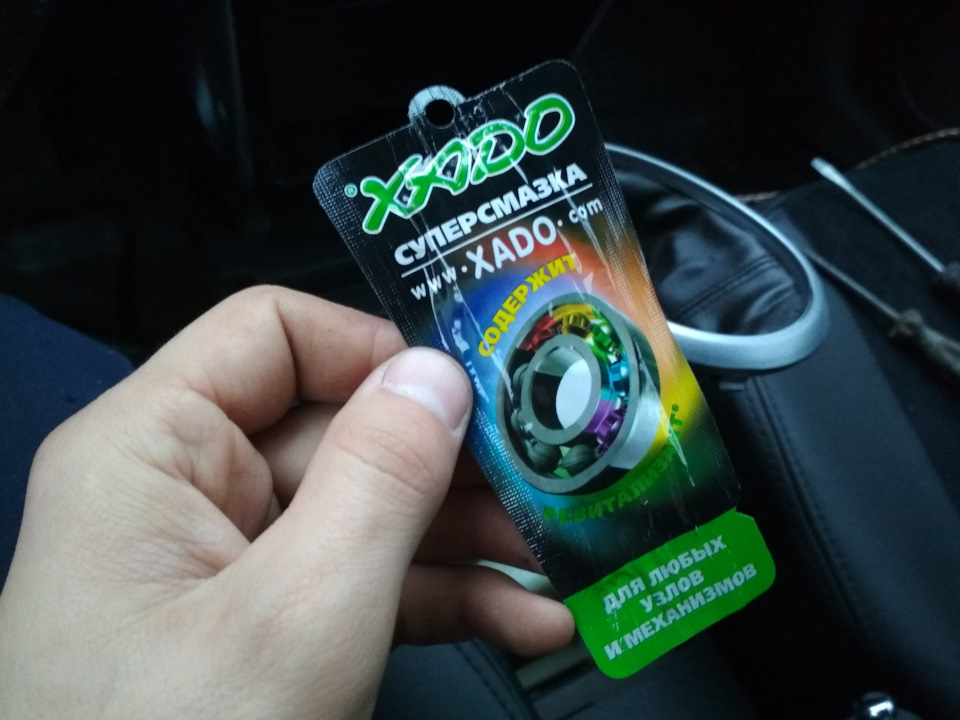 ®XADO
СУПЕРСМАЗКА
www.XADO.com
СОДЕРЖИТ
РЕВИТАЛИЗАНТ®
ДЛЯ ЛЮБЫХ
УЗЛОВ
И МЕХАНИЗМОВ